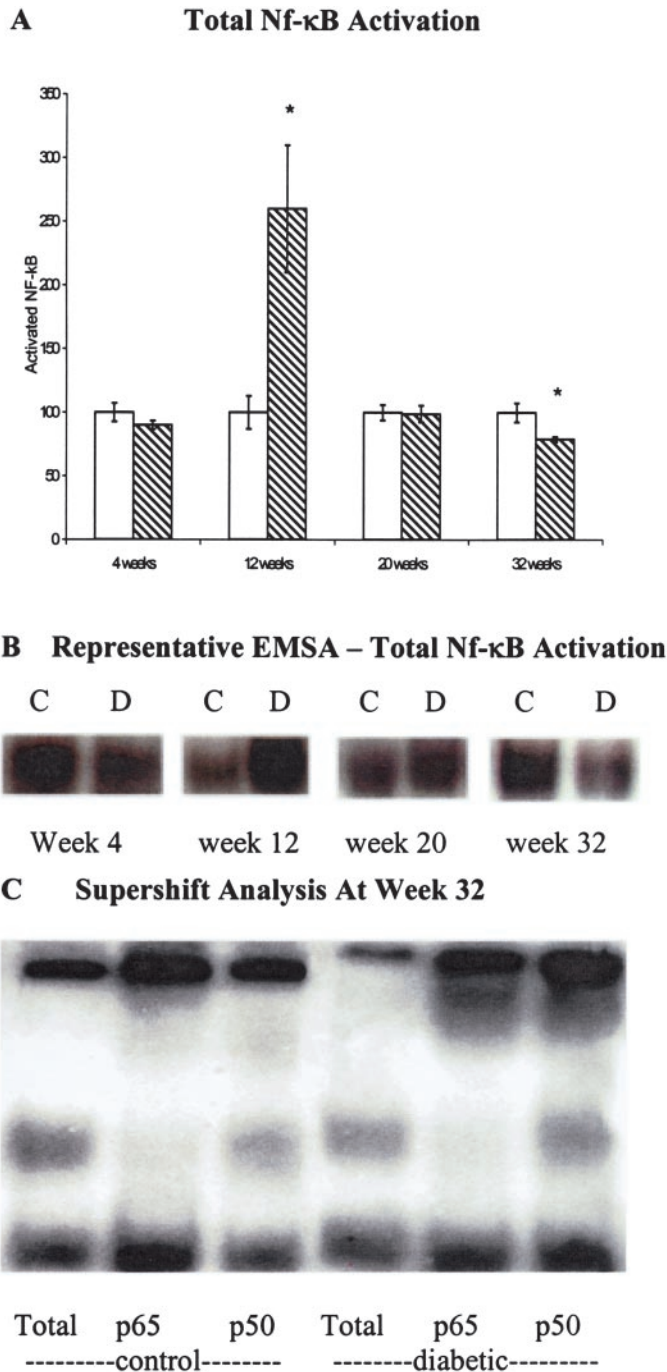 A Total Nf-κB Activation
350
*
300
250
200
150
100
*
50
0
Activated NF-kB
4 weeks 12 weeks 20 weeks 32 weeks
B Representative EMSA – Total Nf-κB Activation
C D C D C D C D
Week 4 week 12 week 20 week 32
C Supershift Analysis At Week 32
Total p65 p50 Total p65 p50
---------control-------- --------diabetic---------